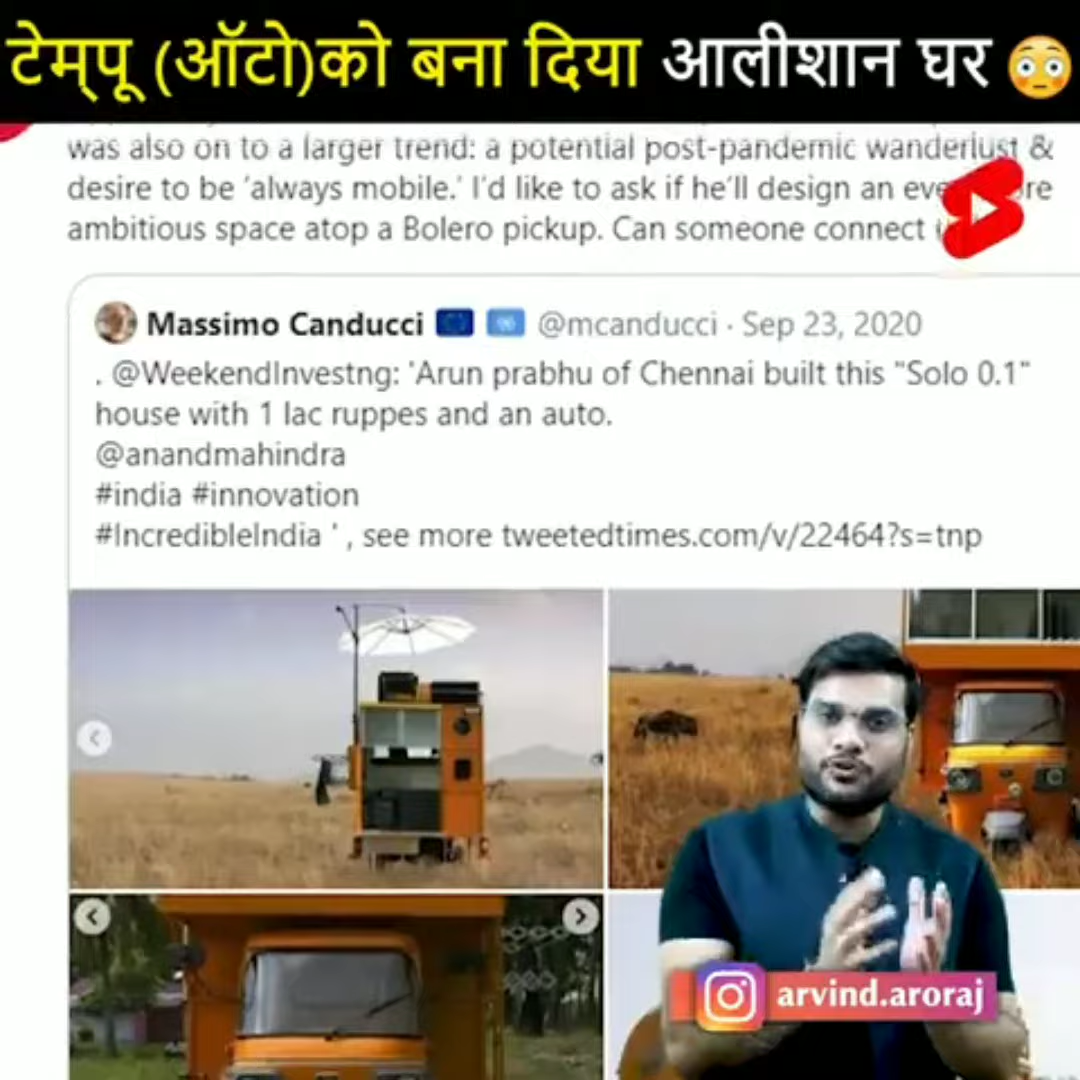 टेम्पू (ऑटो)को बना दिया आलीशान घर 😳
was also on to a larger trend: a potential post-pandemic wanderlust &
desire to be 'always mobile.' I'd like to ask if he'll design an
ambitious space atop a Bolero pickup. Can someone connect
Massimo Canducci 🇪🇺 🇺🇳 @mcanducci · Sep 23, 2020
. @WeekendInvestng: 'Arun prabhu of Chennai built this "Solo 0.1"
house with 1 lac ruppes and an auto.
@anandmahindra
#india #innovation
#IncredibleIndia ' , see more tweetedtimes.com/v/22464?s=tnp
arvind.aroraj